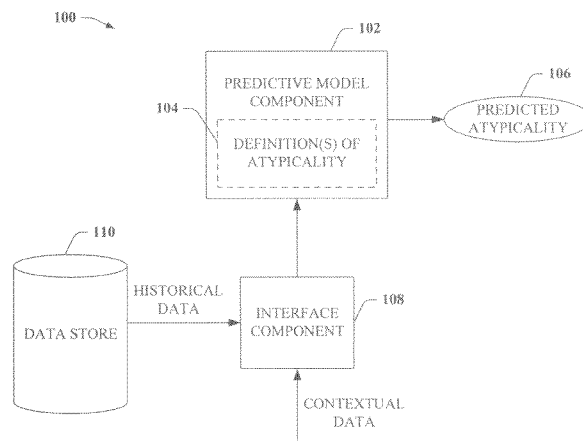 100
102
PREDICTIVE MODEL
COMPONENT
104
DEFINITION(S) OF
ATYPICALITY
106
PREDICTED
ATYPICALITY
110
DATA STORE
HISTORICAL
DATA
INTERFACE
COMPONENT
108
CONTEXTUAL
DATA